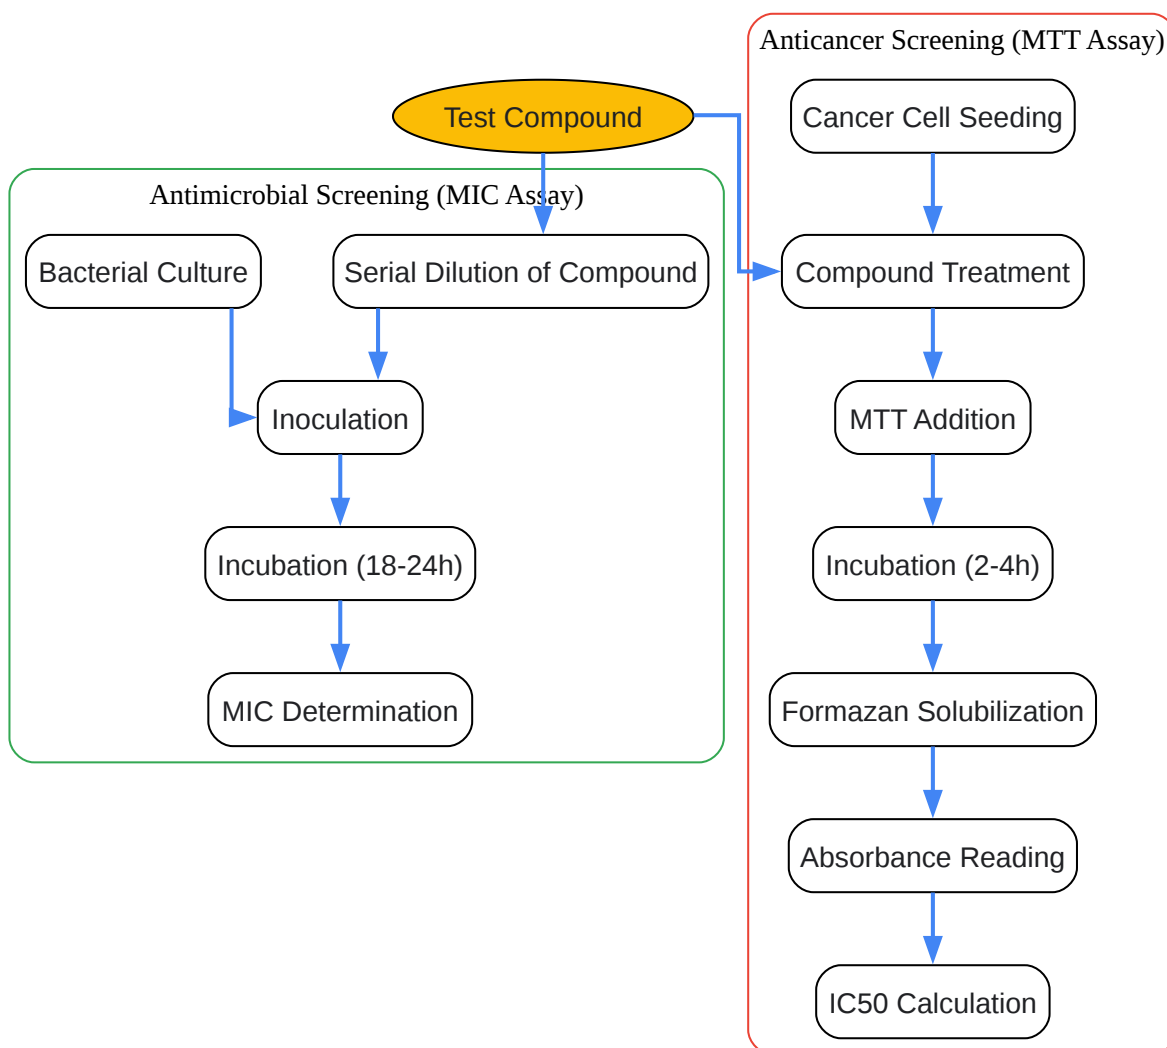 Anticancer Screening (MTT Assay)
Test Compound
Cancer Cell Seeding
Antimicrobial Screening (MIC Assay)
Bacterial Culture
Serial Dilution of Compound
Compound Treatment
Inoculation
MTT Addition
Incubation (18-24h)
Incubation (2-4h)
MIC Determination
Formazan Solubilization
Absorbance Reading
IC50 Calculation